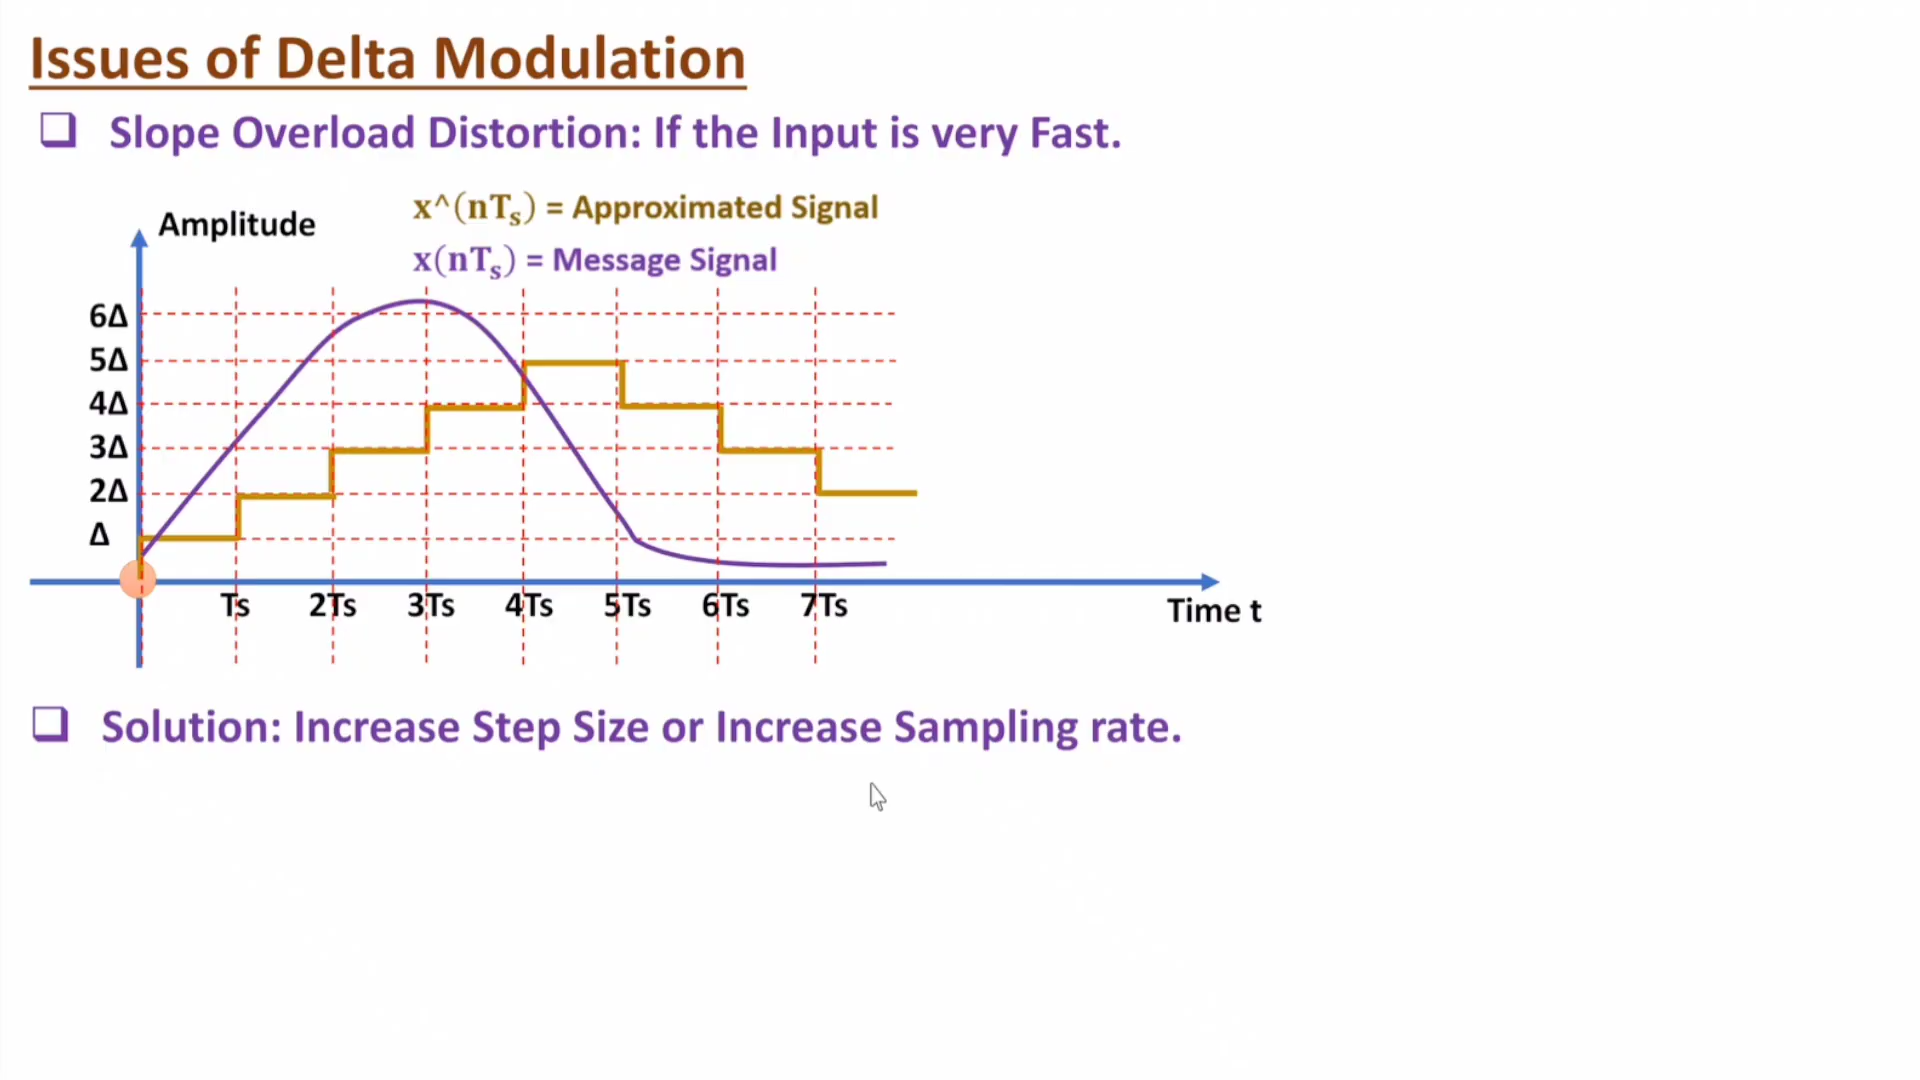 Issues of Delta Modulation
❑ Slope Overload Distortion: If the Input is very Fast.
x^(nTₛ) = Approximated Signal
Amplitude
x(nTₛ) = Message Signal
6Δ
5Δ
4Δ
3Δ
2Δ
Δ
Ts 2Ts 3Ts 4Ts 5Ts 6Ts 7Ts
Time t
❑ Solution: Increase Step Size or Increase Sampling rate.